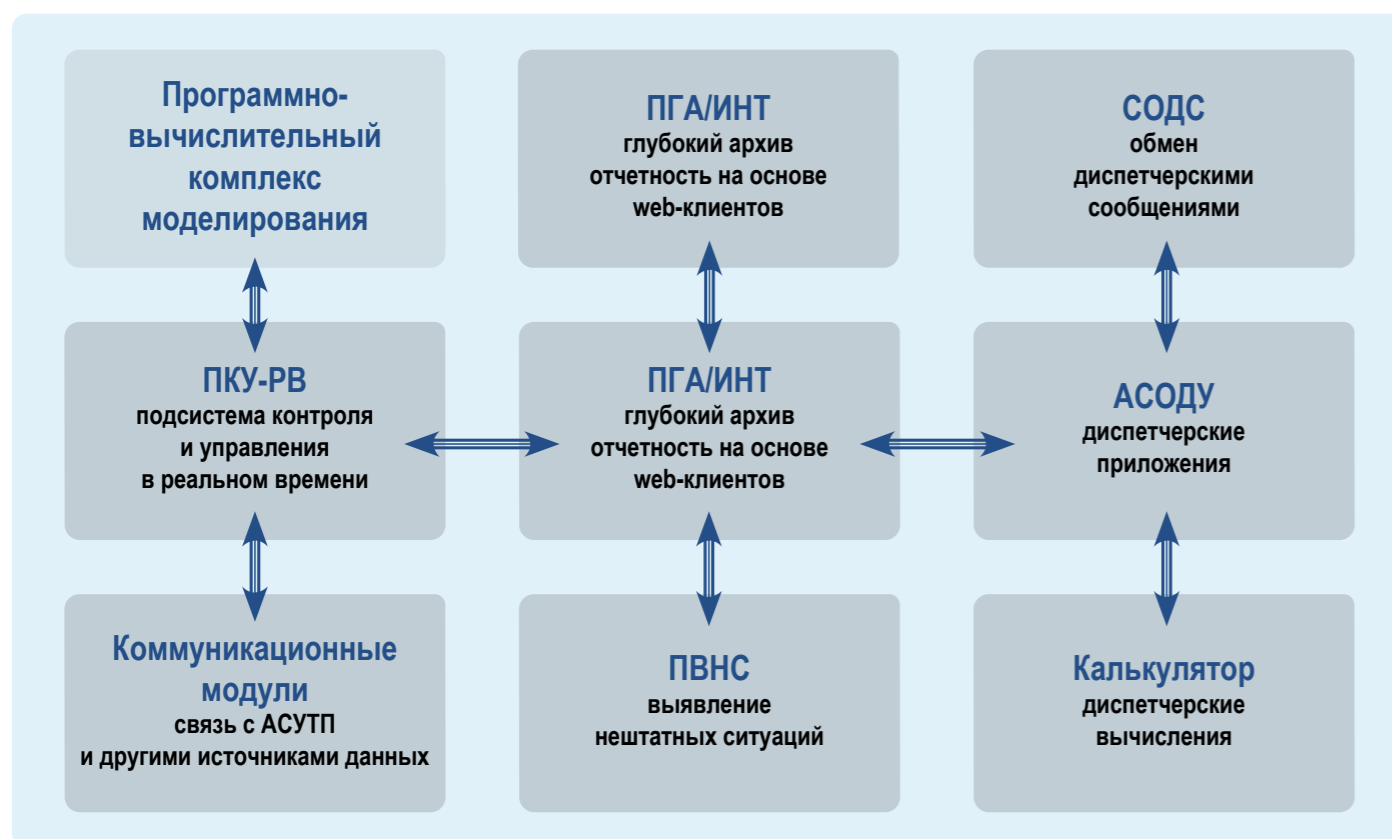 Программно-
вычислительный
комплекс
моделирования
ПГА/ИНТ
глубокий архив
отчетность на основе
web-клиентов
СОДС
обмен
диспетчерскими
сообщениями
ПКУ-РВ
подсистема контроля
и управления
в реальном времени
ПГА/ИНТ
глубокий архив
отчетность на основе
web-клиентов
АСОДУ
диспетчерские
приложения
Коммуникационные
модули
связь с АСУТП
и другими источниками данных
ПВНС
выявление
нештатных ситуаций
Калькулятор
диспетчерские
вычисления